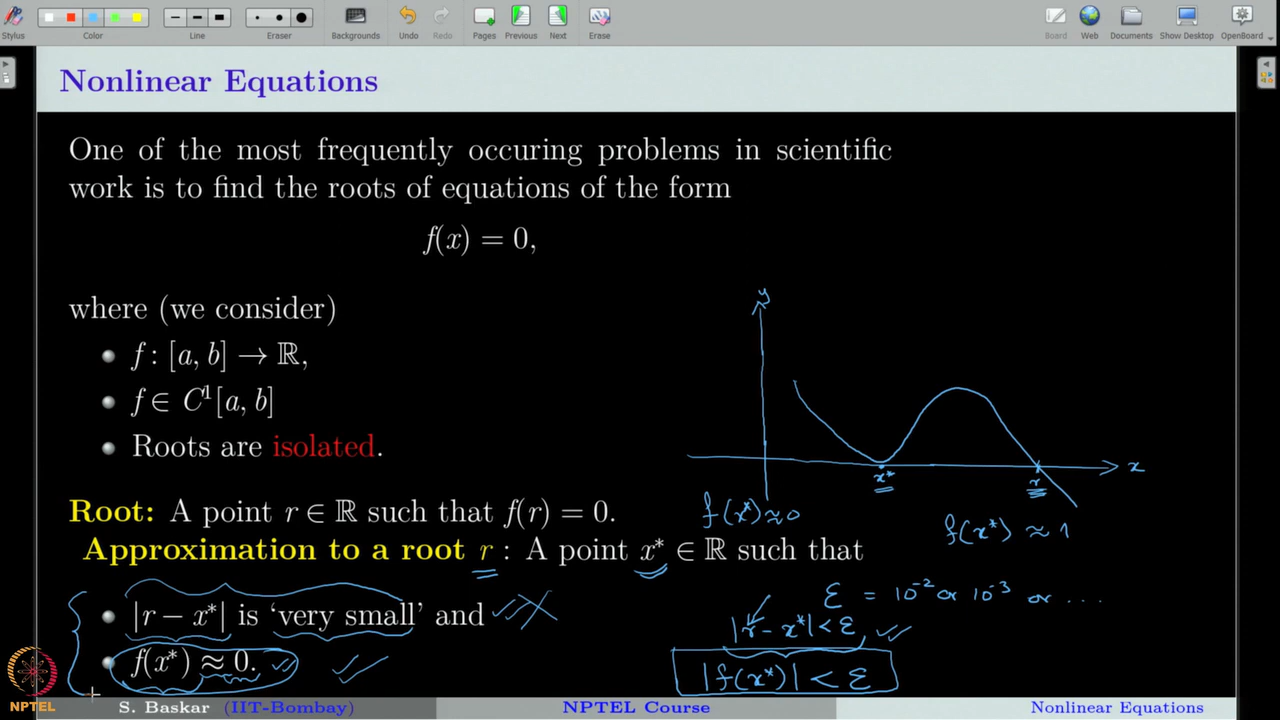 Stylus Color Line Eraser Backgrounds Undo Redo Pages Previous Next Erase Board Web Documents Show Desktop OpenBoard
Nonlinear Equations
One of the most frequently occuring problems in scientific
work is to find the roots of equations of the form
f(x) = 0,
where (we consider)
f : [a, b] → ℝ,
f ∈ C¹[a, b]
Roots are isolated.
y
x
x*
r
Root: A point r ∈ ℝ such that f(r) = 0.
f(x*) ≈ 0
f(x*) ≈ 1
Approximation to a root r : A point x* ∈ ℝ such that
|r − x*| is ‘very small’ and
f(x*) ≈ 0.
ε = 10⁻² or 10⁻³ or ....
|r − x*| < ε
|f(x*)| < ε
NPTEL
S. Baskar (IIT-Bombay) NPTEL Course Nonlinear Equations